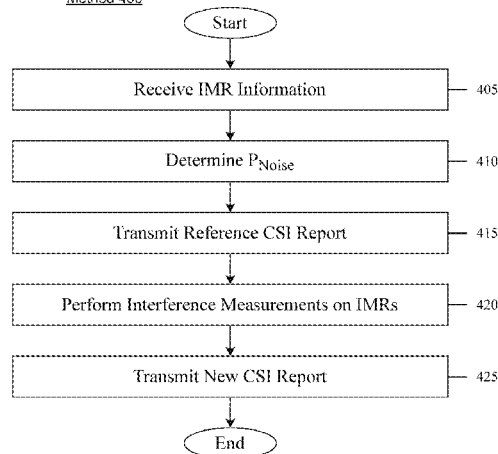 Method 400
Start
Receive IMR Information
405
Determine P_Noise
410
Transmit Reference CSI Report
415
Perform Interference Measurements on IMRs
420
Transmit New CSI Report
425
End